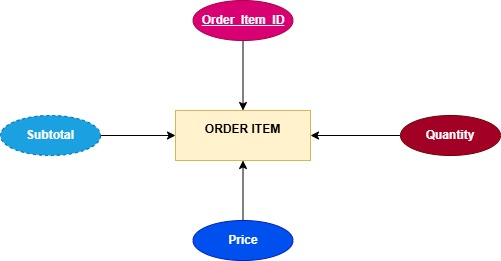 Order_Item_ID
ORDER ITEM
Subtotal
Quantity
Price